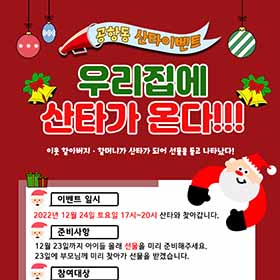 공항동 산타이벤트
우리집에
산타가 온다!!!
이웃 할아버지·할머니가 산타가 되어 선물을 들고 나타났다!
이벤트 일시
2022년 12월 24일 토요일 17시~20시 산타와 찾아갑니다.
준비사항
12월 23일까지 아이들 몰래 선물을 미리 준비해주세요.
23일에 부모님께 미리 찾아가 선물을 받겠습니다.
참여대상